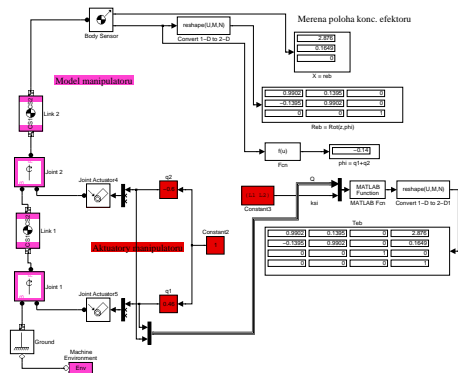 Merena poloha konc. efektoru
Body Sensor
reshape(U,M,N)
Convert 1-D to 2-D
2.876
0.1649
0
X = reb
Model manipulatoru
0.9902 0.1395 0
-0.1395 0.9902 0
0 0 1
Reb = Rot(z,phi)
Link 2
f(u)
Fcn
-0.14
phi = q1+q2
Joint 2
Joint Actuator4
q2
Q
Constant3
ksi
MATLAB
Function
MATLAB Fcn
reshape(U,M,N)
Convert 1-D to 2-D1
Link 1
Aktuatory manipulatoru
Constant2
1
Teb
0.9902 0.1395 0 2.876
-0.1395 0.9902 0 0.1649
0 0 1 0
0 0 0 1
Joint 1
Joint Actuator5
q1
Ground
Machine
Environment
Env